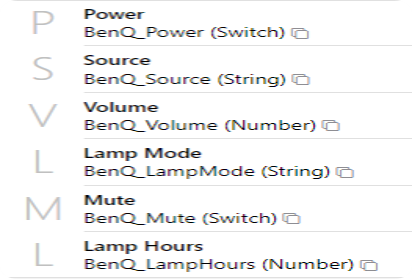 P
Power
BenQ_Power (Switch)
S
Source
BenQ_Source (String)
V
Volume
BenQ_Volume (Number)
L
Lamp Mode
BenQ_LampMode (String)
M
Mute
BenQ_Mute (Switch)
L
Lamp Hours
BenQ_LampHours (Number)